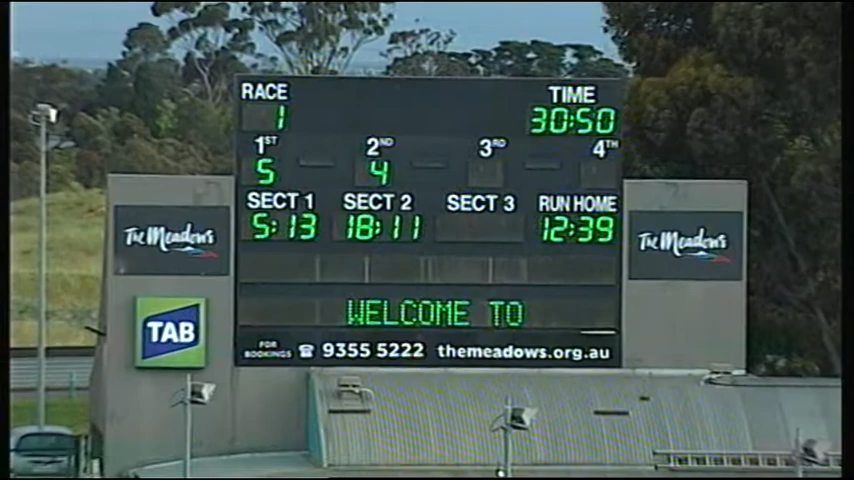 RACE TIME
1 30:50
1ST 2ND 3RD 4TH
5 4
SECT 1 SECT 2 SECT 3 RUN HOME
5:13 18:11 12:39
The Meadows The Meadows
WELCOME TO
TAB
FOR BOOKINGS ☎ 9355 5222 themeadows.org.au